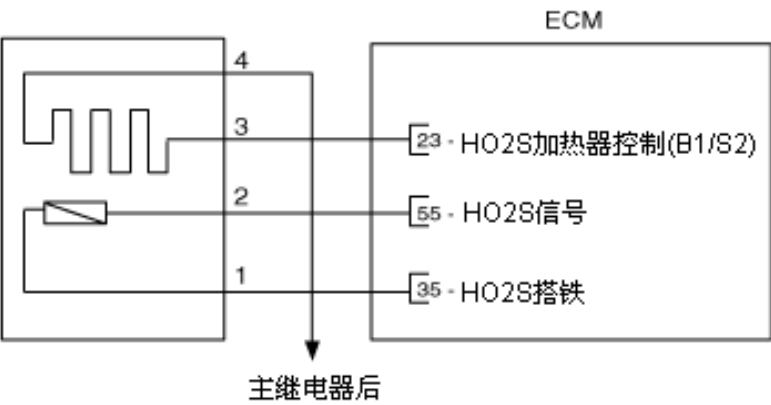 ECM
4
3
23 - HO2S加热器控制(B1/S2)
2
55 - HO2S信号
1
35 - HO2S搭铁
主继电器后